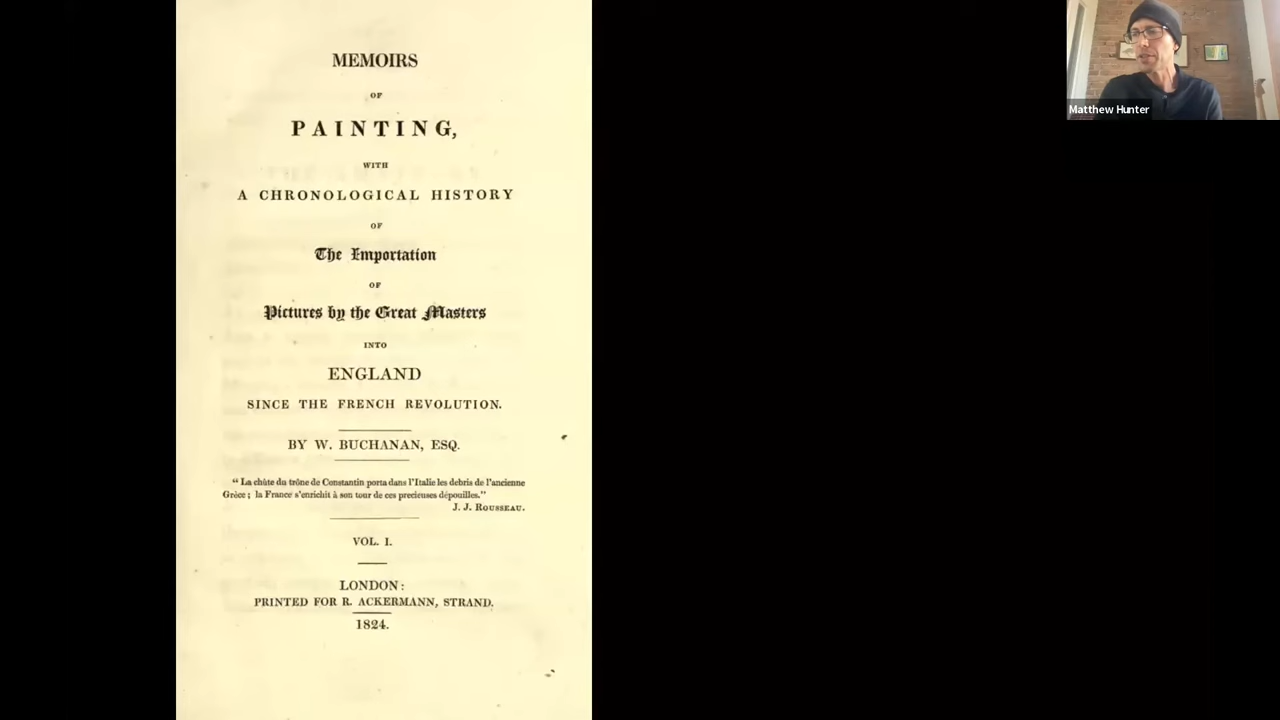 MEMOIRS
OF
PAINTING,
WITH
A CHRONOLOGICAL HISTORY
OF
The Importation
OF
Pictures by the Great Masters
INTO
ENGLAND
SINCE THE FRENCH REVOLUTION.
BY W. BUCHANAN, ESQ.
“ La chûte du trône de Constantin porta dans l'Italie les debris de l'ancienne
Grèce ; la France s'enrichit à son tour de ces precieuses dépouilles.”
J. J. ROUSSEAU.
VOL. I.
LONDON:
PRINTED FOR R. ACKERMANN, STRAND.
1824.
Matthew Hunter